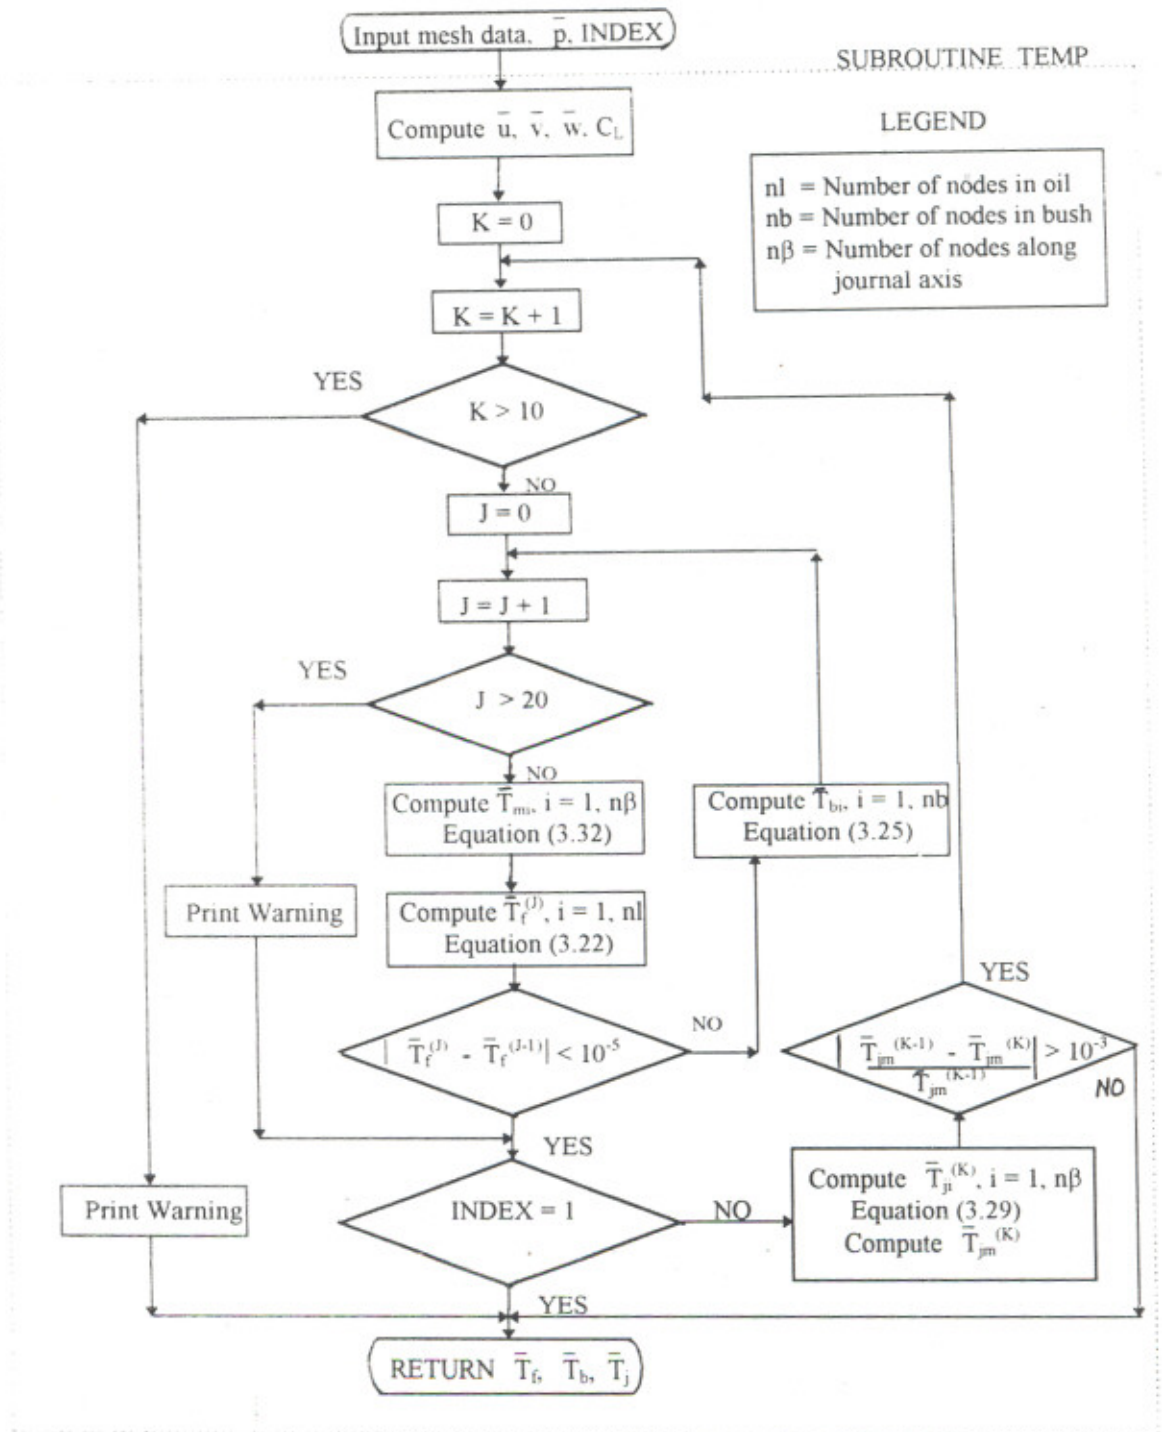 Input mesh data, p̄, INDEX
SUBROUTINE TEMP
Compute ū, v̄, w̄, C_L
LEGEND
nl = Number of nodes in oil
nb = Number of nodes in bush
nβ = Number of nodes along
journal axis
K = 0
K = K + 1
YES
K > 10
NO
J = 0
J = J + 1
YES
J > 20
NO
Compute T̄_mi, i = 1, nβ
Equation (3.32)
Compute T̄_bi, i = 1, nb
Equation (3.25)
Print Warning
Compute T̄_f^(J), i = 1, nl
Equation (3.22)
| T̄_f^(J) - T̄_f^(J-1)| < 10^-5
NO
YES
| T̄_jm^(K-1) - T̄_jm^(K)| > 10^-3
T̄_jm^(K-1)
NO
YES
Print Warning
INDEX = 1
NO
Compute T̄_ji^(K), i = 1, nβ
Equation (3.29)
Compute T̄_jm^(K)
YES
RETURN T̄_f, T̄_b, T̄_j